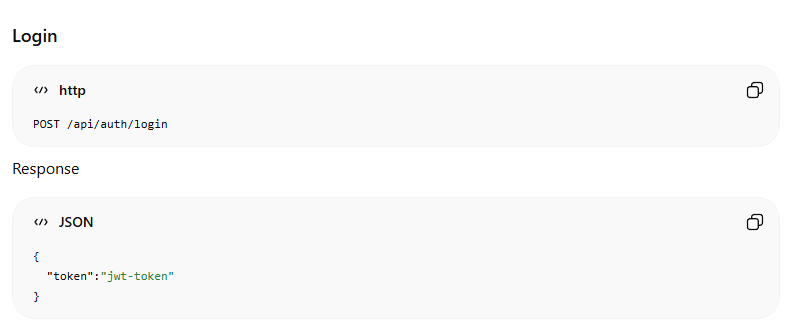 Login
http
POST /api/auth/login
Response
JSON
{
  "token":"jwt-token"
}